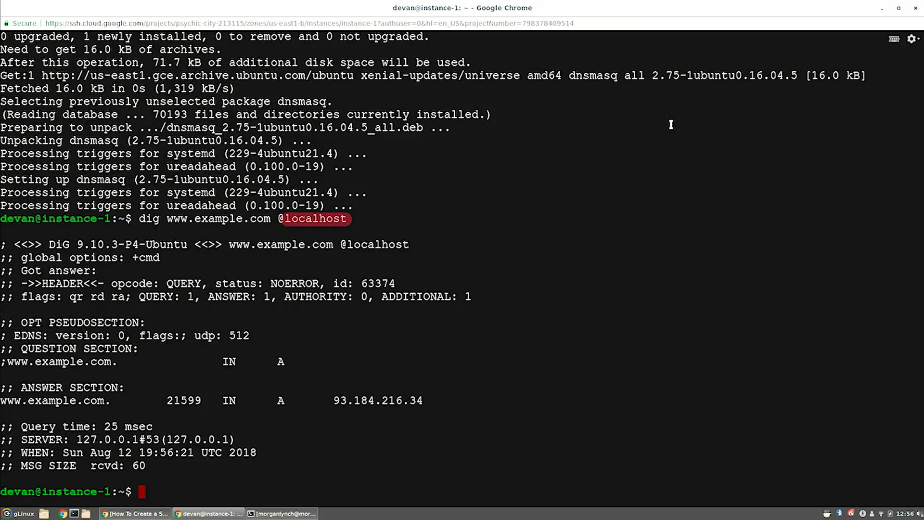 devan@instance-1: ~ - Google Chrome
Secure | https://ssh.cloud.google.com/projects/psychic-city-213115/zones/us-east1-b/instances/instance-1?authuser=0&hl=en_US&projectNumber=798378409514
0 upgraded, 1 newly installed, 0 to remove and 0 not upgraded.
Need to get 16.0 kB of archives.
After this operation, 71.7 kB of additional disk space will be used.
Get:1 http://us-east1.gce.archive.ubuntu.com/ubuntu xenial-updates/universe amd64 dnsmasq all 2.75-1ubuntu0.16.04.5 [16.0 kB]
Fetched 16.0 kB in 0s (1,319 kB/s)
Selecting previously unselected package dnsmasq.
(Reading database ... 70193 files and directories currently installed.)
Preparing to unpack .../dnsmasq_2.75-1ubuntu0.16.04.5_all.deb ...
Unpacking dnsmasq (2.75-1ubuntu0.16.04.5) ...
Processing triggers for systemd (229-4ubuntu21.4) ...
Processing triggers for ureadahead (0.100.0-19) ...
Setting up dnsmasq (2.75-1ubuntu0.16.04.5) ...
Processing triggers for systemd (229-4ubuntu21.4) ...
Processing triggers for ureadahead (0.100.0-19) ...
devan@instance-1:~$ dig www.example.com @localhost
; <<>> DiG 9.10.3-P4-Ubuntu <<>> www.example.com @localhost
;; global options: +cmd
;; Got answer:
;; ->>HEADER<<- opcode: QUERY, status: NOERROR, id: 63374
;; flags: qr rd ra; QUERY: 1, ANSWER: 1, AUTHORITY: 0, ADDITIONAL: 1
;; OPT PSEUDOSECTION:
; EDNS: version: 0, flags:; udp: 512
;; QUESTION SECTION:
;www.example.com. IN A
;; ANSWER SECTION:
www.example.com. 21599 IN A 93.184.216.34
;; Query time: 25 msec
;; SERVER: 127.0.0.1#53(127.0.0.1)
;; WHEN: Sun Aug 12 19:56:21 UTC 2018
;; MSG SIZE rcvd: 60
devan@instance-1:~$
gLinux [How To Create a S... devan@instance-1: ... [morganlynch@mor... 12:56